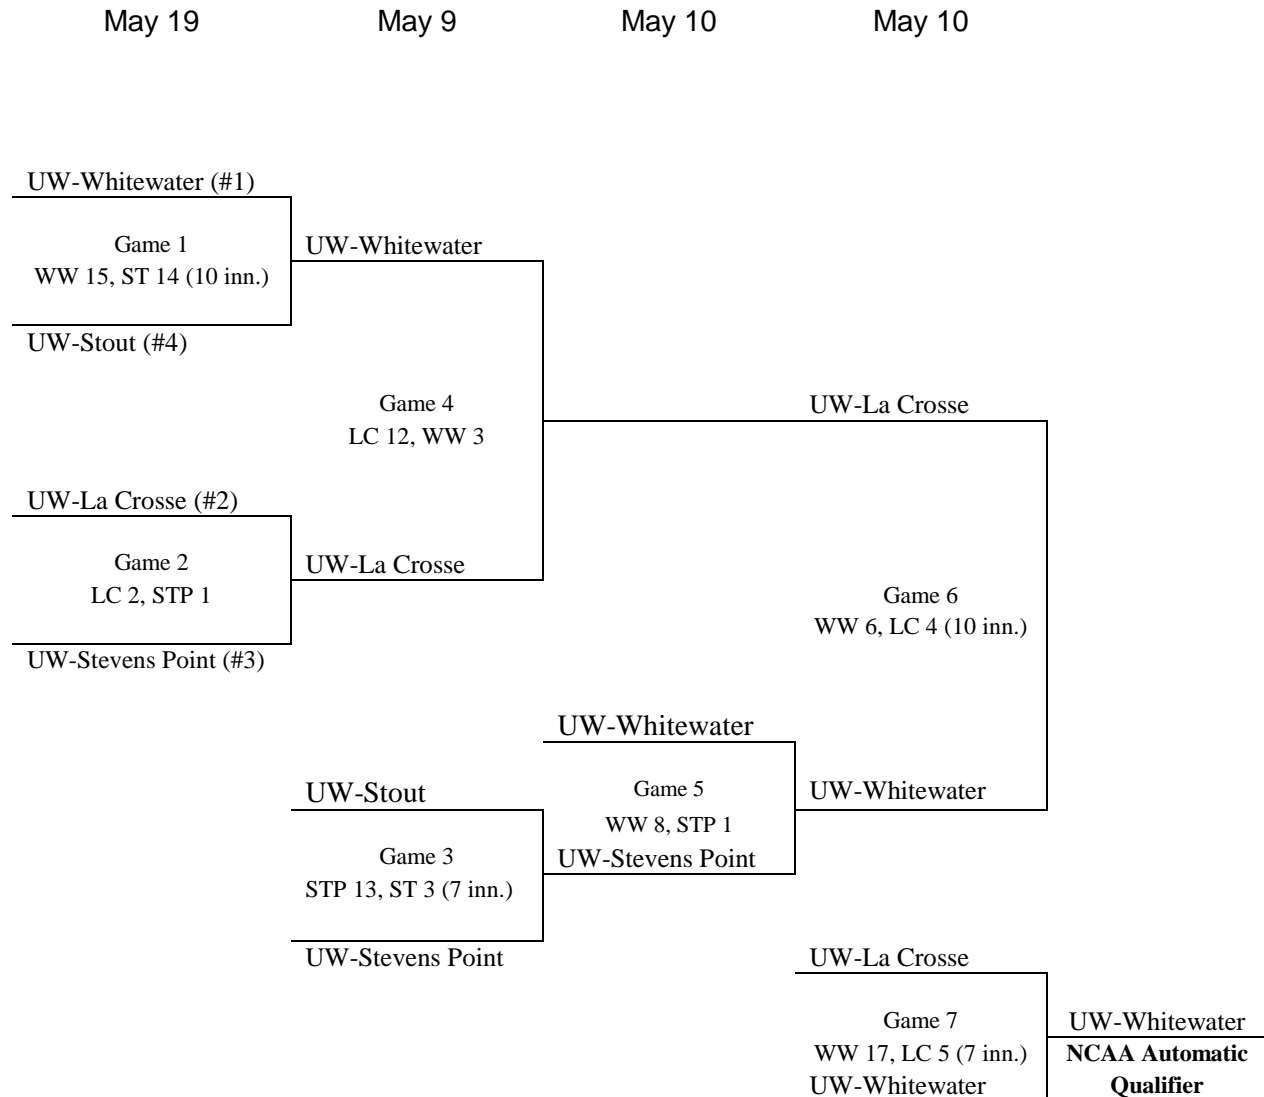 May 19 May 9 May 10 May 10
UW-Whitewater (#1)
Game 1
WW 15, ST 14 (10 inn.)
UW-Stout (#4)
UW-Whitewater
Game 4
LC 12, WW 3
UW-La Crosse
UW-La Crosse (#2)
Game 2
LC 2, STP 1
UW-Stevens Point (#3)
UW-La Crosse
Game 6
WW 6, LC 4 (10 inn.)
UW-Whitewater
Game 5
WW 8, STP 1
UW-Stevens Point
UW-Whitewater
UW-Stout
Game 3
STP 13, ST 3 (7 inn.)
UW-Stevens Point
UW-La Crosse
Game 7
WW 17, LC 5 (7 inn.)
UW-Whitewater
UW-Whitewater
NCAA Automatic
Qualifier